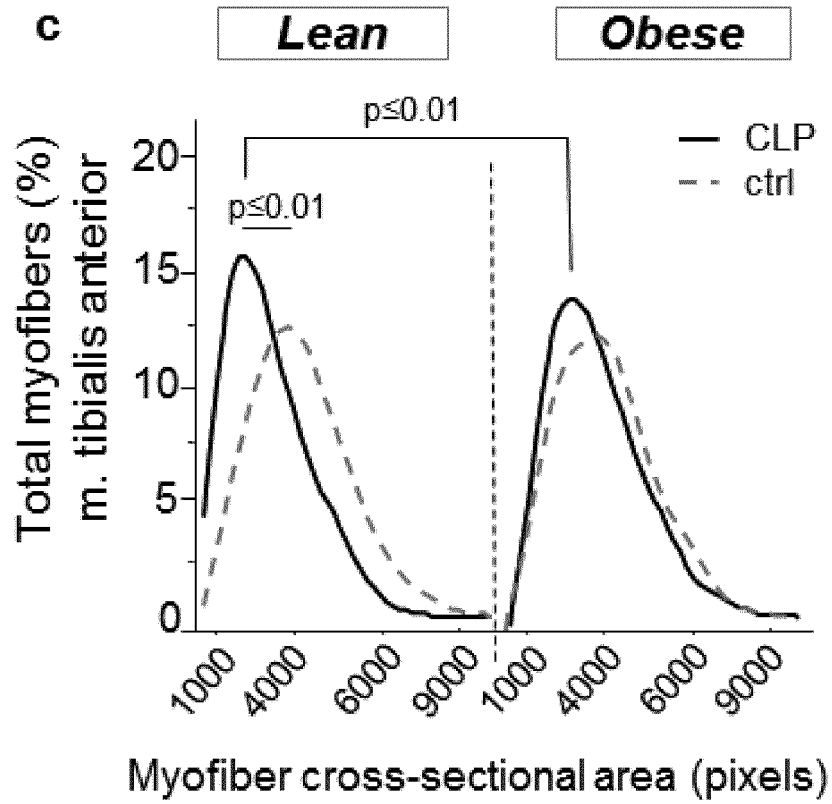 c
Lean
Obese
p≤0.01
CLP
ctrl
p≤0.01
Total myofibers (%)
m. tibialis anterior
20
15
10
5
0
1000
4000
6000
9000
1000
4000
6000
9000
Myofiber cross-sectional area (pixels)